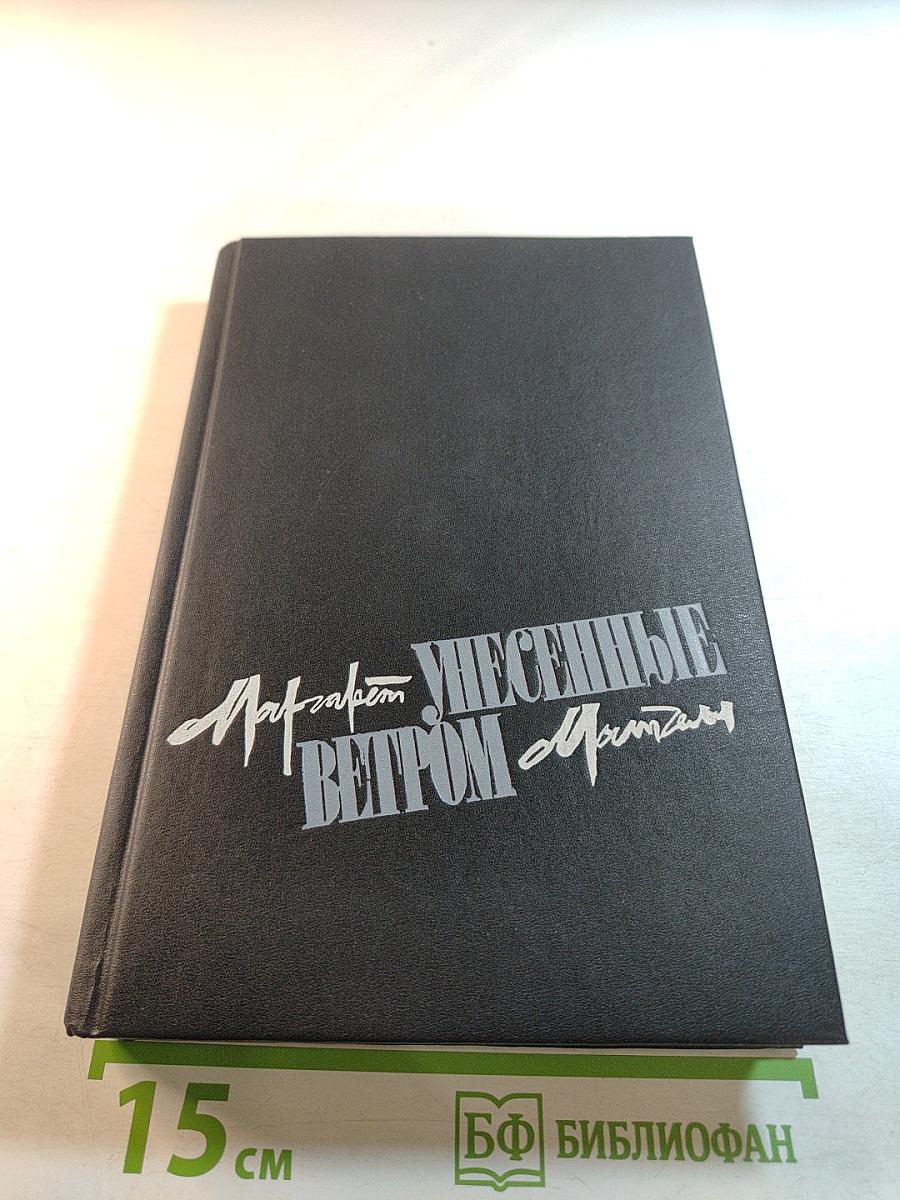 Маргарет УНЕСЕННЫЕ
ВЕТРОМ Митчелл
15 см
БФ БИБЛИОФАН